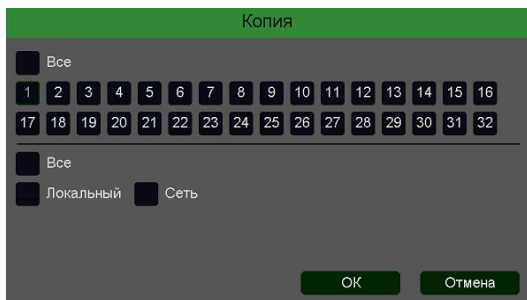 Копия
Все
1 2 3 4 5 6 7 8 9 10 11 12 13 14 15 16
17 18 19 20 21 22 23 24 25 26 27 28 29 30 31 32
Все
Локальный Сеть
ОК Отмена